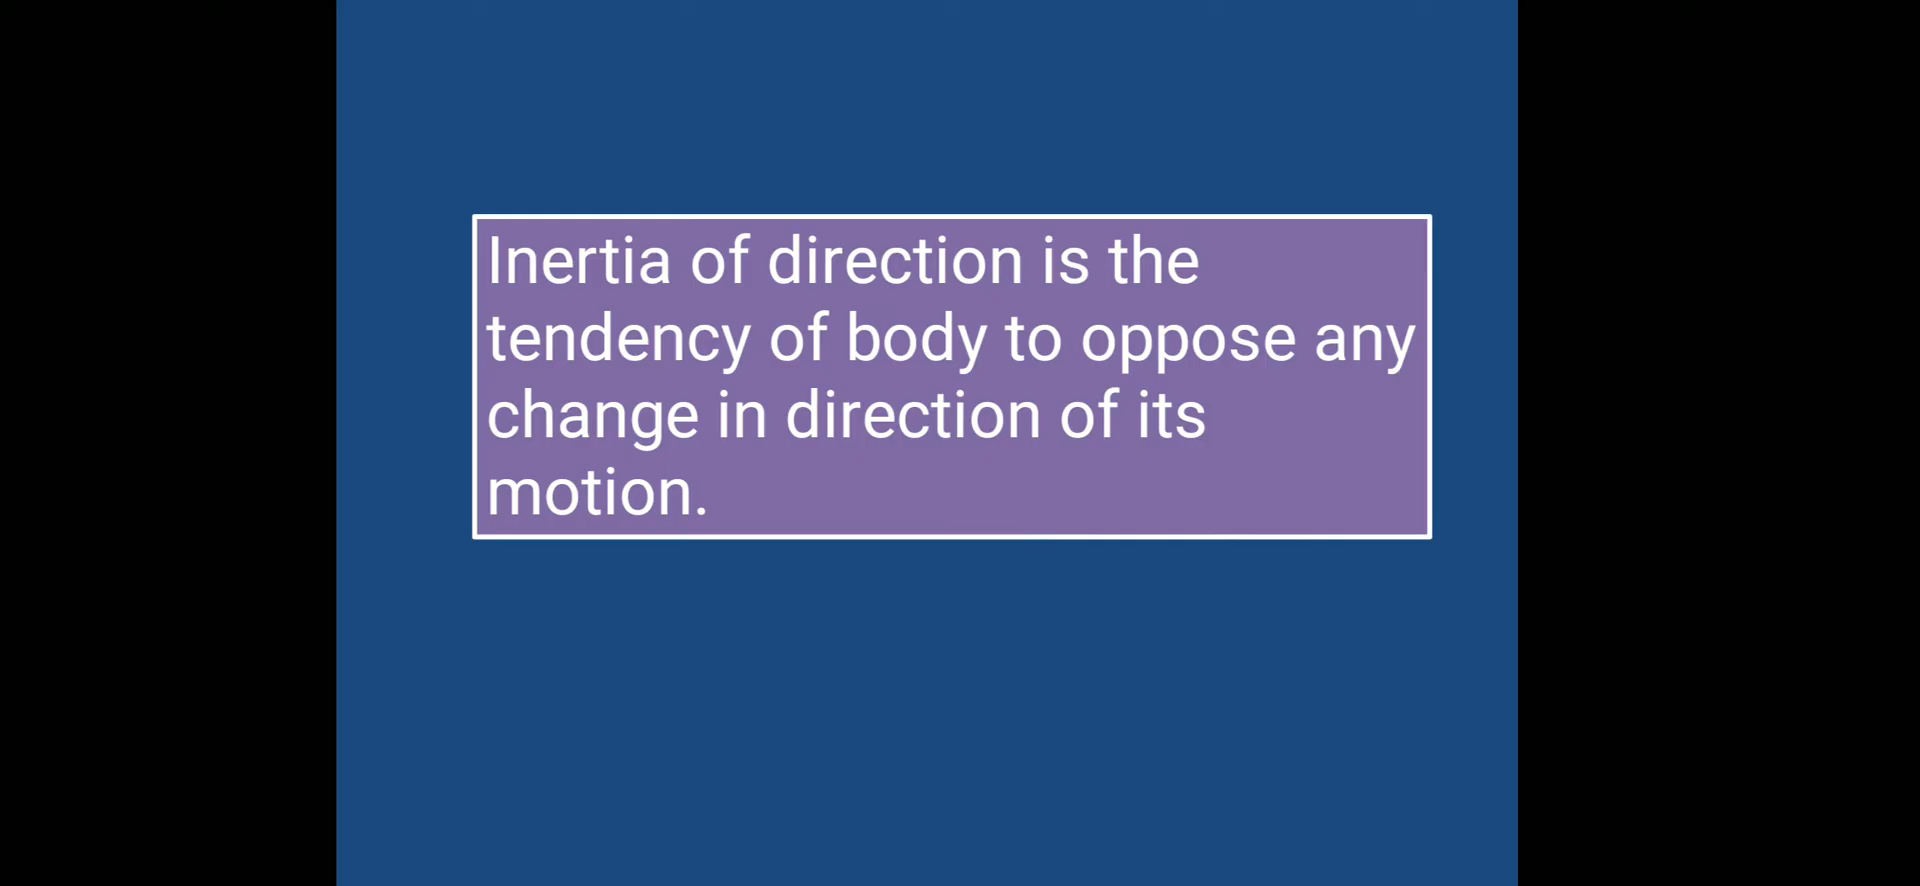 Inertia of direction is the
tendency of body to oppose any
change in direction of its
motion.